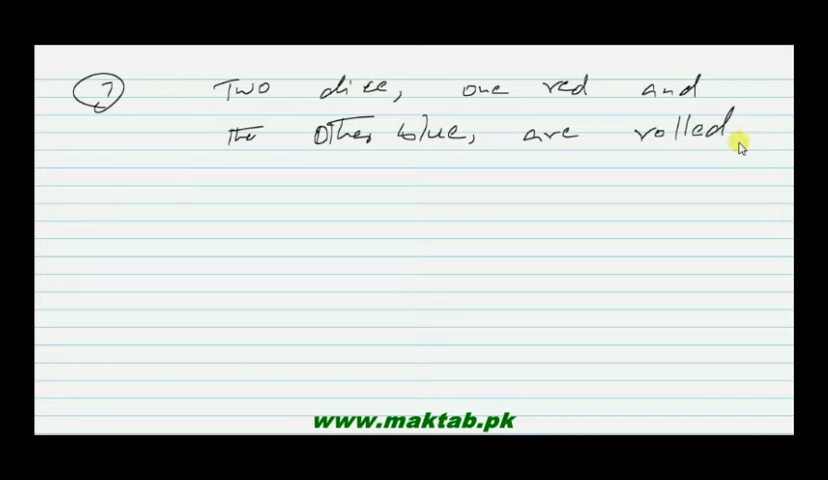 7 Two dice, one red and
the other blue, are rolled
www.maktab.pk